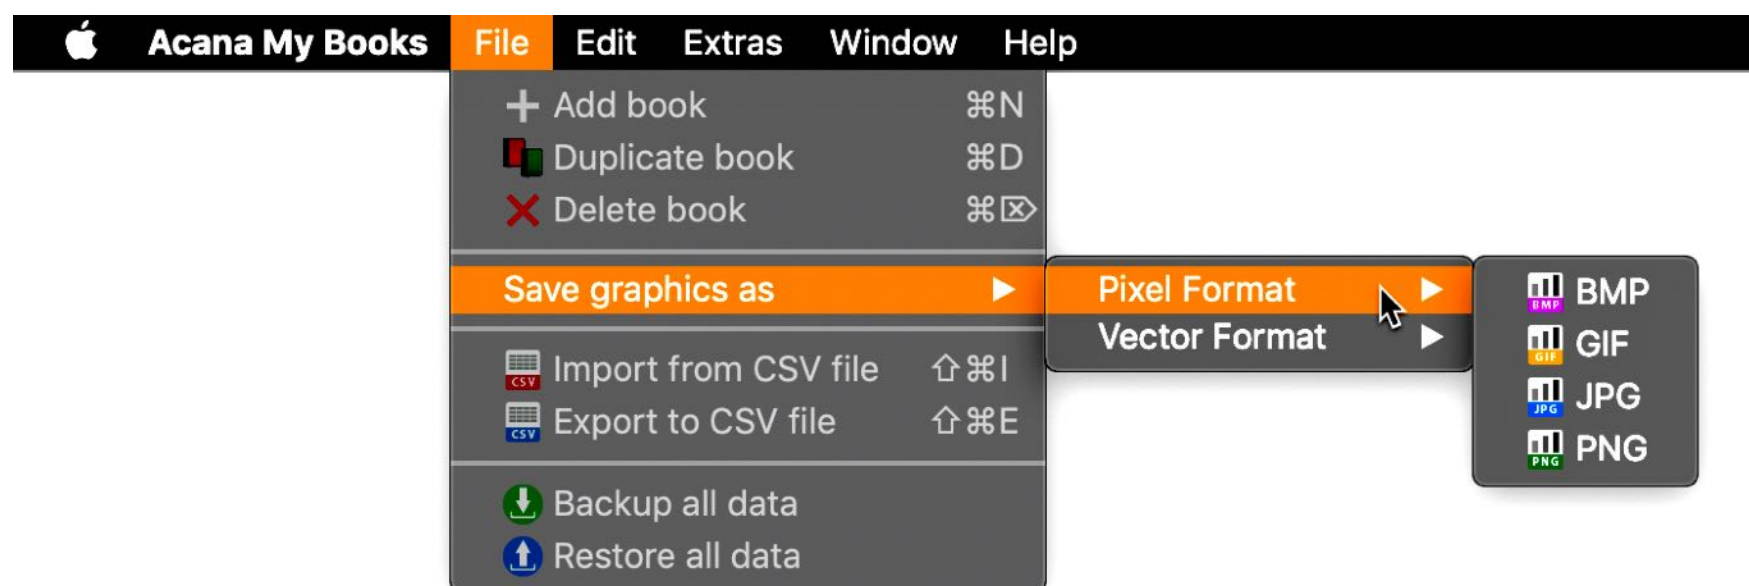 Acana My Books File Edit Extras Window Help
Add book ⌘N
Duplicate book ⌘D
Delete book ⌘⌦
Save graphics as ▶
Pixel Format ▶
Vector Format ▶
BMP BMP
GIF GIF
JPG JPG
PNG PNG
CSV Import from CSV file ⇧⌘I
CSV Export to CSV file ⇧⌘E
Backup all data
Restore all data